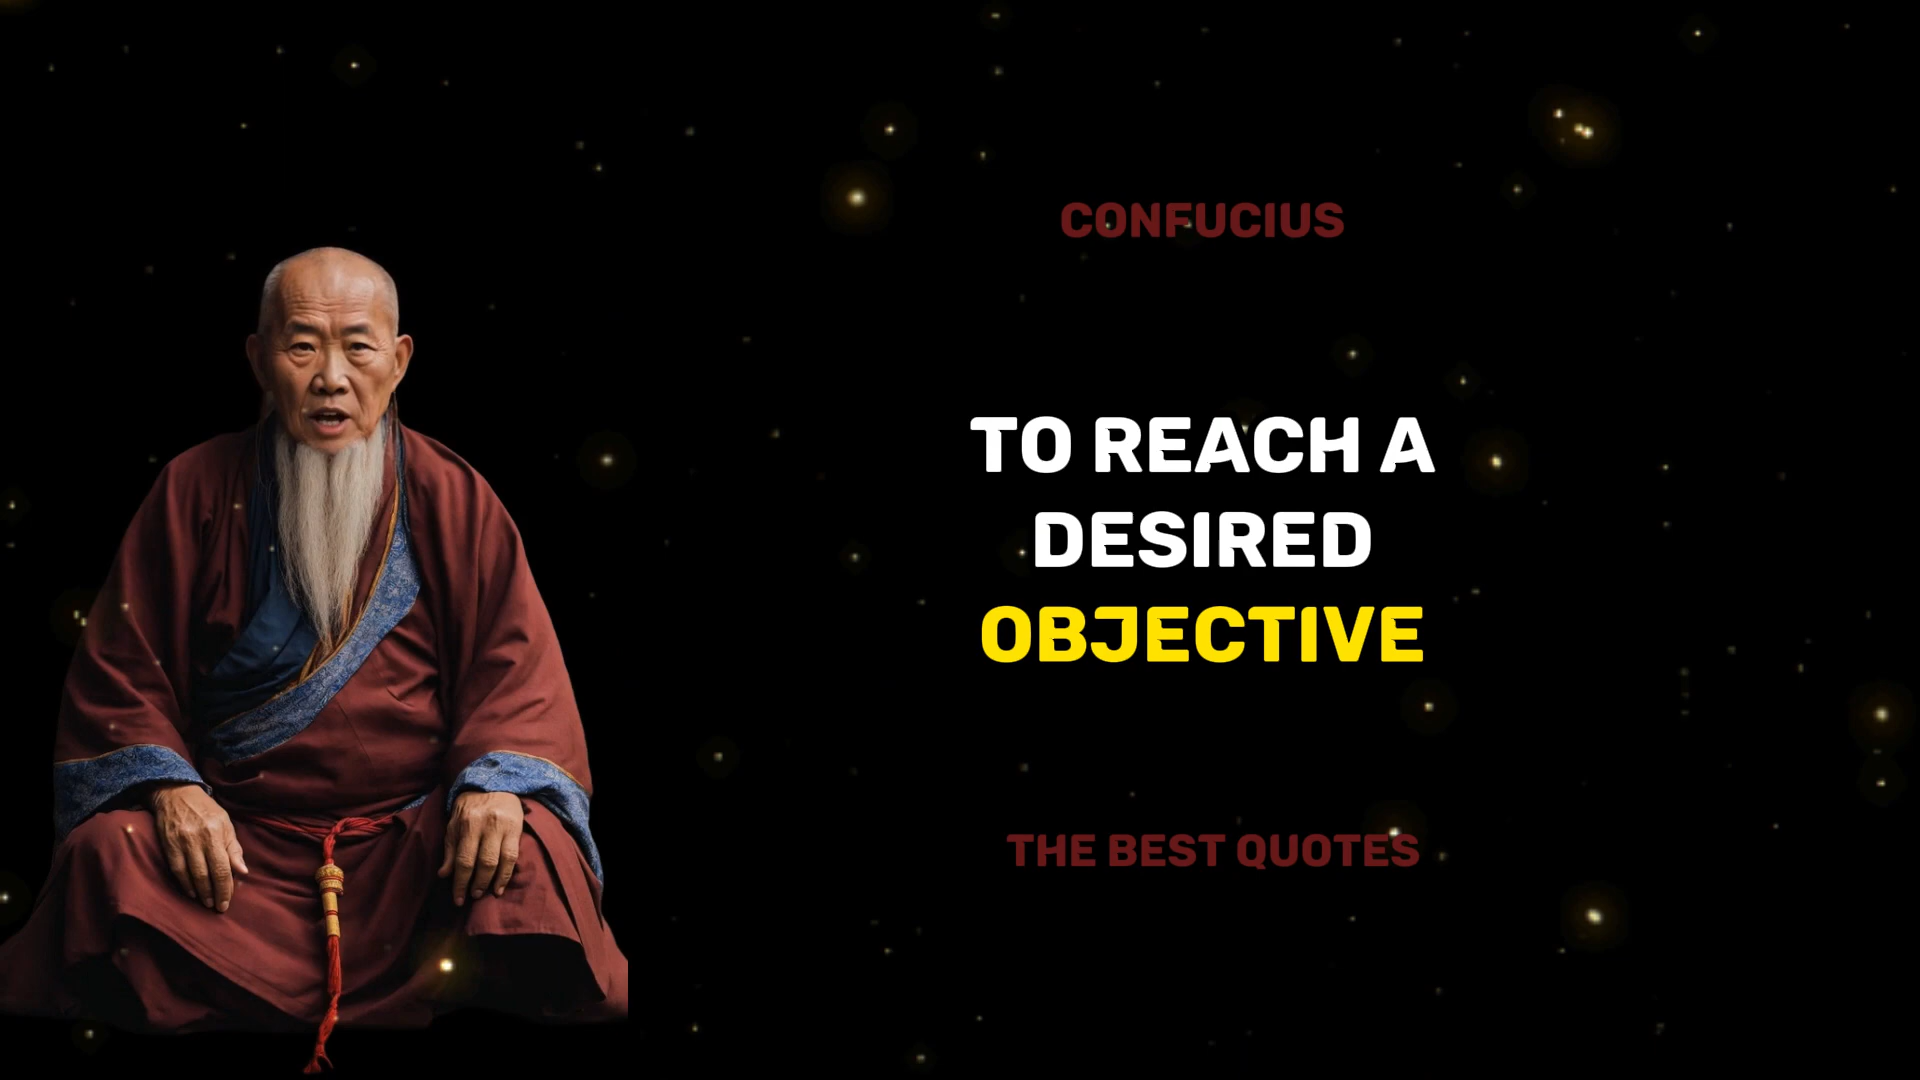 CONFUCIUS
TO REACH A
DESIRED
OBJECTIVE
THE BEST QUOTES